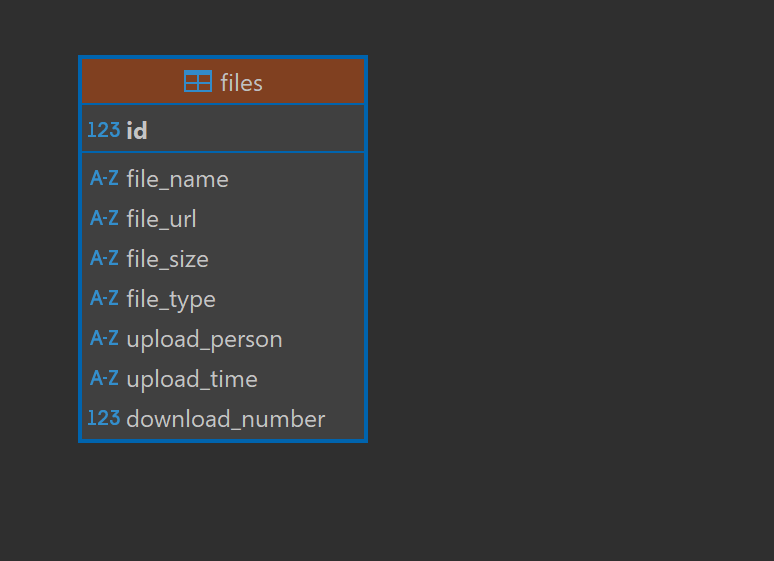 files
123 id
A-Z file_name
A-Z file_url
A-Z file_size
A-Z file_type
A-Z upload_person
A-Z upload_time
123 download_number